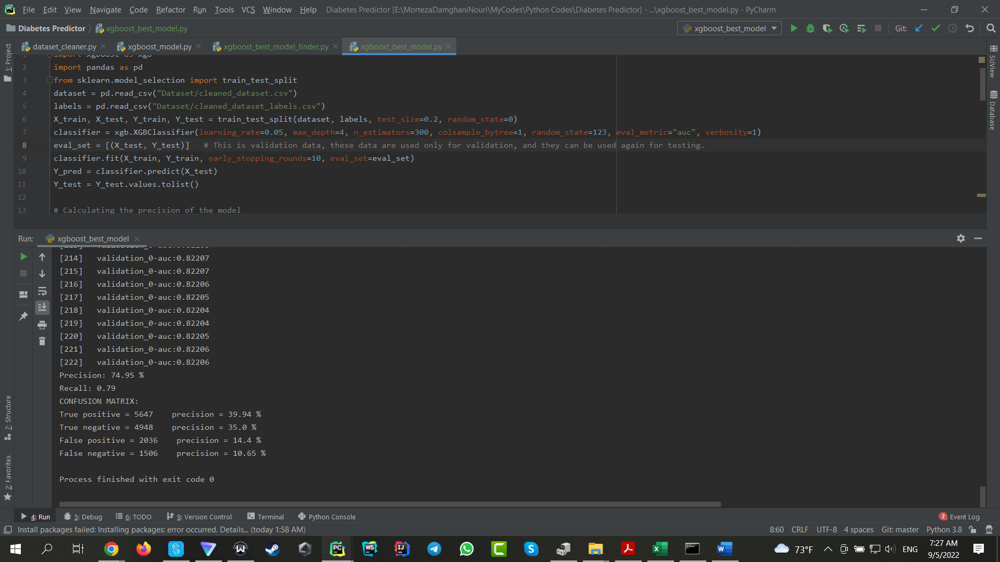 File Edit View Navigate Code Refactor Run Tools VCS Window Help Diabetes Predictor [E:\MortezaDamghaniNouri\MyCodes\Python Codes\Diabetes Predictor] - ...\xgboost_best_model.py - PyCharm
Diabetes Predictor xgboost_best_model.py xgboost_best_model Git:
dataset_cleaner.py xgboost_model.py xgboost_best_model_finder.py xgboost_best_model.py
1: Project
SciView
Database
1 import xgboost as xgb
2 import pandas as pd
3 from sklearn.model_selection import train_test_split
4 dataset = pd.read_csv("Dataset/cleaned_dataset.csv")
5 labels = pd.read_csv("Dataset/cleaned_dataset_labels.csv")
6 X_train, X_test, Y_train, Y_test = train_test_split(dataset, labels, test_size=0.2, random_state=0)
7 classifier = xgb.XGBClassifier(learning_rate=0.05, max_depth=4, n_estimators=300, colsample_bytree=1, random_state=123, eval_metric="auc", verbosity=1)
8 eval_set = [(X_test, Y_test)] # This is validation data, these data are used only for validation, and they can be used again for testing.
9 classifier.fit(X_train, Y_train, early_stopping_rounds=10, eval_set=eval_set)
10 Y_pred = classifier.predict(X_test)
11 Y_test = Y_test.values.tolist()
12
13 # Calculating the precision of the model
Run: xgboost_best_model
[214] validation_0-auc:0.82207
[215] validation_0-auc:0.82207
[216] validation_0-auc:0.82206
[217] validation_0-auc:0.82205
[218] validation_0-auc:0.82204
[219] validation_0-auc:0.82204
[220] validation_0-auc:0.82205
[221] validation_0-auc:0.82206
[222] validation_0-auc:0.82206
Precision: 74.95 %
Recall: 0.79
CONFUSION MATRIX:
True positive = 5647 precision = 39.94 %
True negative = 4948 precision = 35.0 %
False positive = 2036 precision = 14.4 %
False negative = 1506 precision = 10.65 %
Process finished with exit code 0
7: Structure
2: Favorites
4: Run 5: Debug 6: TODO 9: Version Control Terminal Python Console 2 Event Log
Install packages failed: Installing packages: error occurred. Details... (today 1:58 AM) 8:60 CRLF UTF-8 4 spaces Git: master Python 3.8
PC WS IJ W 73°F ENG 7:27 AM
9/5/2022